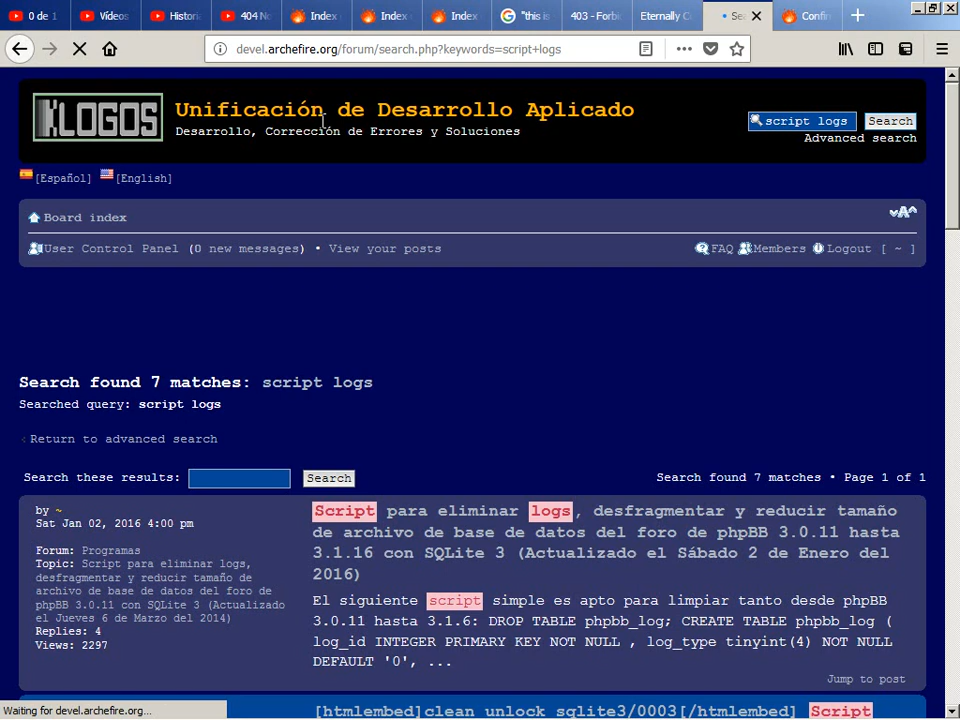 0 de 1
Vídeos
Histori
404 No
Index
Index
Index
"this is
403 - Forbi
Eternally
Confir
devel.archefire.org/forum/search.php?keywords=script+logs
LOGOS
Unificación de Desarrollo Aplicado
Desarrollo, Corrección de Errores y Soluciones
script logs
Search
Advanced search
[Español] [English]
Board index
User Control Panel (0 new messages) • View your posts
FAQ Members Logout [ ~ ]
Search found 7 matches: script logs
Searched query: script logs
Return to advanced search
Search these results:
Search
Search found 7 matches • Page 1 of 1
by ~
Sat Jan 02, 2016 4:00 pm
Forum: Programas
Topic: Script para eliminar logs,
desfragmentar y reducir tamaño de
archivo de base de datos del foro de
phpBB 3.0.11 con SQLite 3 (Actualizado
el Jueves 6 de Marzo del 2014)
Replies: 4
Views: 2297
Script para eliminar logs, desfragmentar y reducir tamaño
de archivo de base de datos del foro de phpBB 3.0.11 hasta
3.1.16 con SQLite 3 (Actualizado el Sábado 2 de Enero del
2016)
El siguiente script simple es apto para limpiar tanto desde phpBB
3.0.11 hasta 3.1.6: DROP TABLE phpbb_log; CREATE TABLE phpbb_log (
log_id INTEGER PRIMARY KEY NOT NULL , log_type tinyint(4) NOT NULL
DEFAULT '0', ...
Jump to post
[htmlembed]clean_unlock_sqlite3/0003[/htmlembed] Script
Waiting for devel.archefire.org...